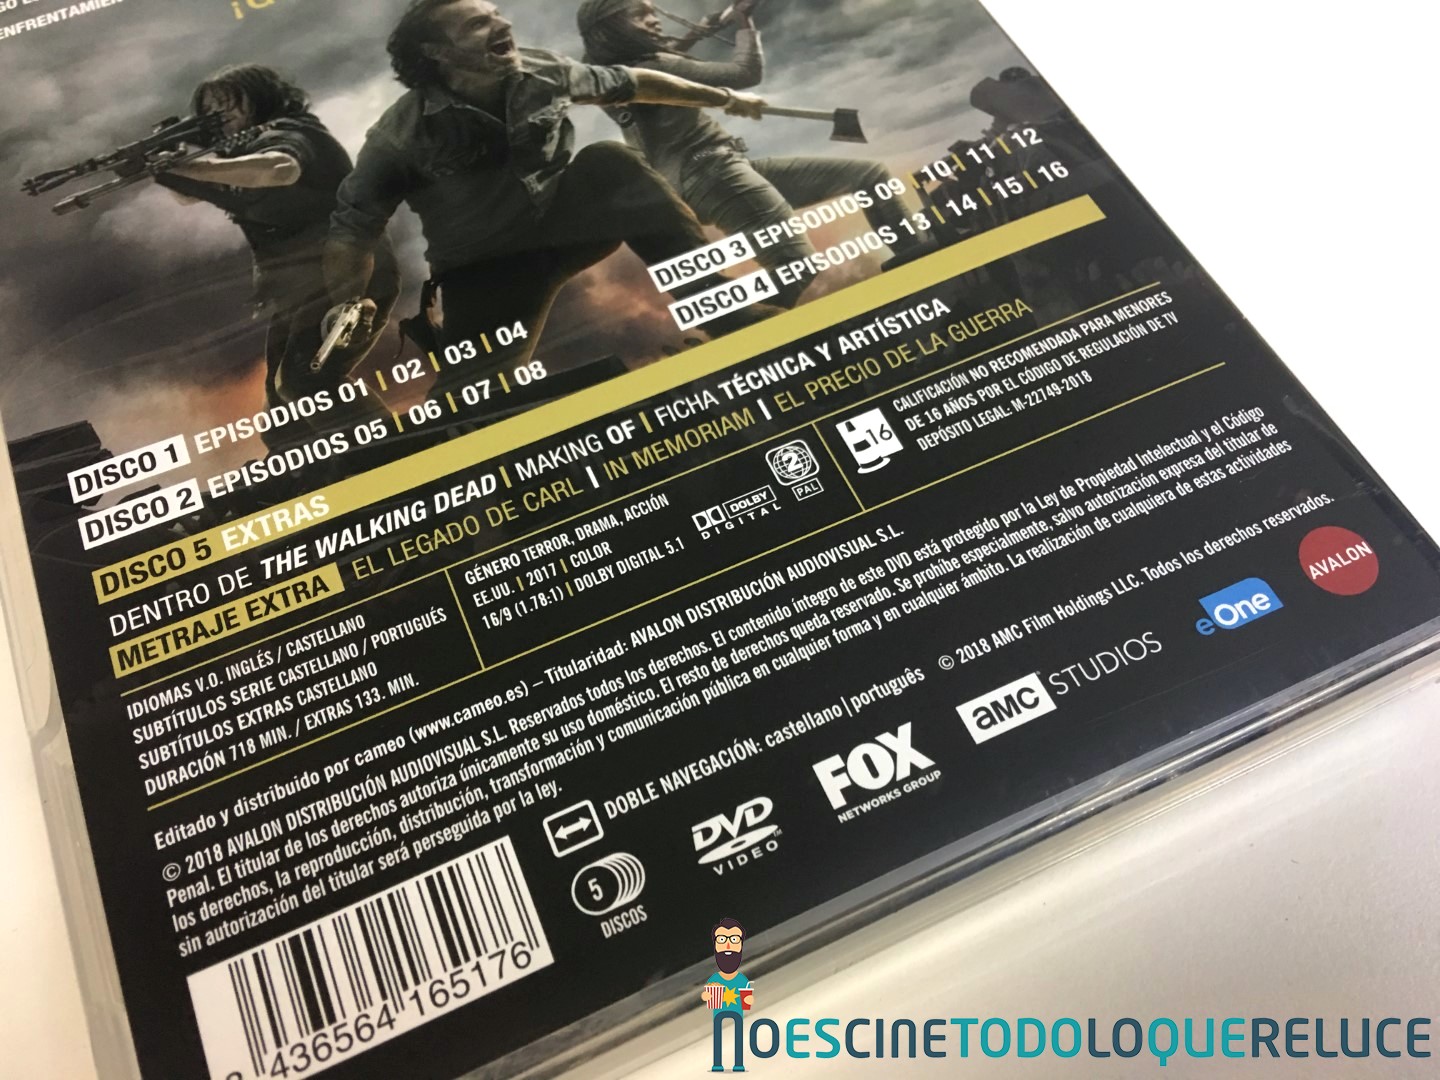 ENFRENTAMIEN
DISCO 1 EPISODIOS 01 | 02 | 03 | 04
DISCO 2 EPISODIOS 05 | 06 | 07 | 08
DISCO 3 EPISODIOS 09 | 10 | 11 | 12
DISCO 4 EPISODIOS 13 | 14 | 15 | 16
DISCO 5 EXTRAS
DENTRO DE THE WALKING DEAD | MAKING OF | FICHA TÉCNICA Y ARTÍSTICA
METRAJE EXTRA EL LEGADO DE CARL | IN MEMORIAM | EL PRECIO DE LA GUERRA
IDIOMAS V.O. INGLÉS / CASTELLANO
SUBTÍTULOS SERIE CASTELLANO / PORTUGUÉS
SUBTÍTULOS EXTRAS CASTELLANO
DURACIÓN 718 MIN. / EXTRAS 133. MIN.
GÉNERO TERROR, DRAMA, ACCIÓN
EE.UU. | 2017 | COLOR
16/9 (1.78:1) | DOLBY DIGITAL 5.1
DOLBY
DIGITAL
2
PAL
16
CALIFICACIÓN NO RECOMENDADA PARA MENORES
DE 16 AÑOS POR EL CÓDIGO DE REGULACIÓN DE TV
DEPÓSITO LEGAL: M-22749-2018
Editado y distribuido por cameo (www.cameo.es) – Titularidad: AVALON DISTRIBUCIÓN AUDIOVISUAL S.L.
© 2018 AVALON DISTRIBUCIÓN AUDIOVISUAL S.L. Reservados todos los derechos. El contenido íntegro de este DVD está protegido por la Ley de Propiedad Intelectual y el Código
Penal. El titular de los derechos autoriza únicamente su uso doméstico. El resto de derechos queda reservado. Se prohibe especialmente, salvo autorización expresa del titular de
los derechos, la reproducción, distribución, transformación y comunicación pública en cualquier forma y en cualquier ámbito. La realización de cualquiera de estas actividades
sin autorización del titular será perseguida por la ley.
DOBLE NAVEGACIÓN: castellano | português
© 2018 AMC Film Holdings LLC. Todos los derechos reservados.
5
DISCOS
DVD
VIDEO
FOX
NETWORKS GROUP
aMC STUDIOS
eOne
AVALON
436564 165176
NOESCINETODOLOQUERELUCE